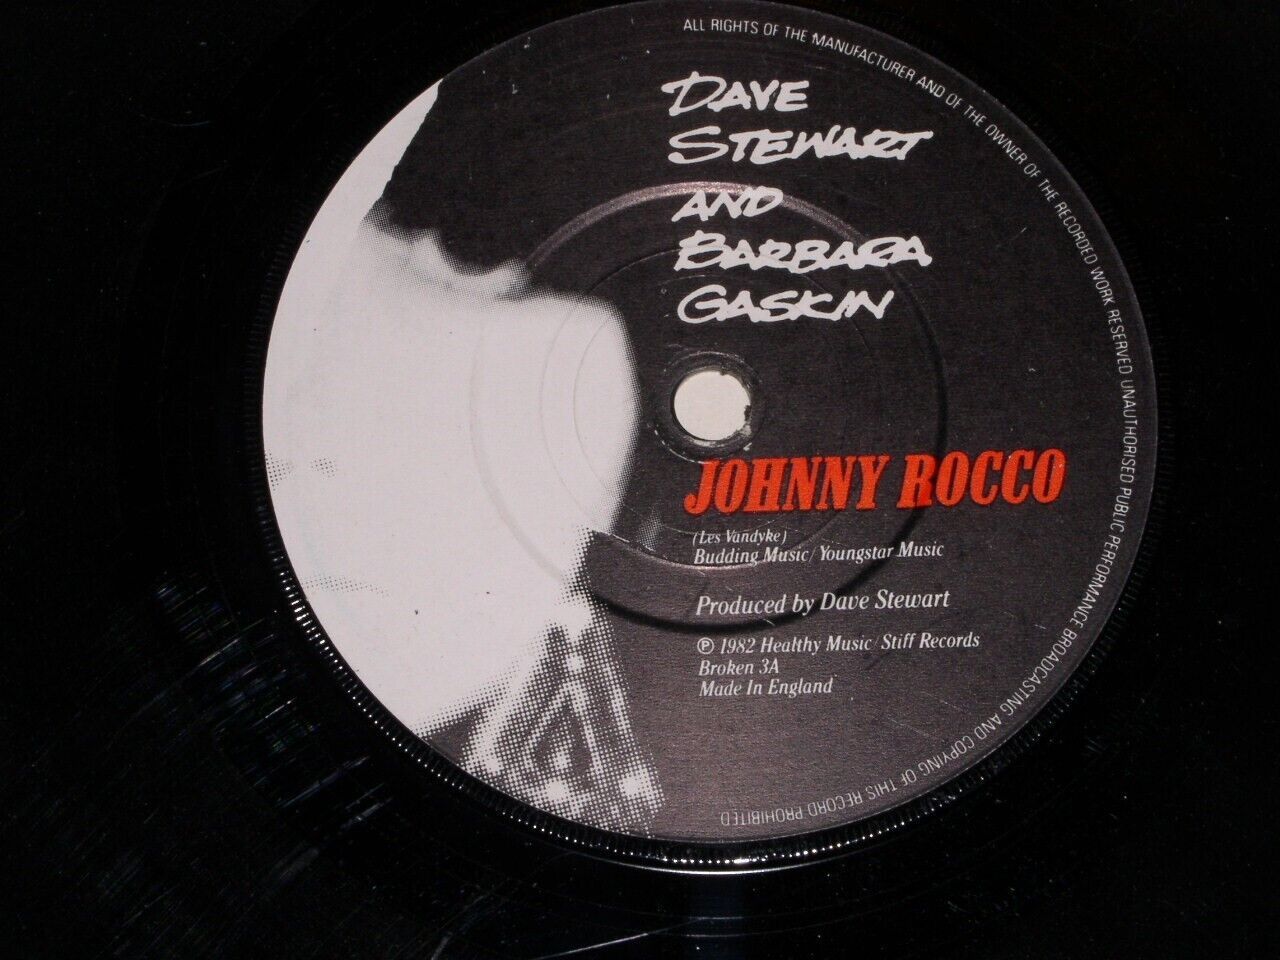 ALL RIGHTS OF THE MANUFACTURER AND OF THE OWNER OF THE RECORDED WORK RESERVED UNAUTHORISED PUBLIC PERFORMANCE BROADCASTING AND COPYING OF THIS RECORD PROHIBITED
DAVE
STEWART
AND
BARBARA
GASKIN
JOHNNY ROCCO
(Les Vandyke)
Budding Music/Youngstar Music
Produced by Dave Stewart
℗ 1982 Healthy Music/Stiff Records
Broken 3A
Made In England